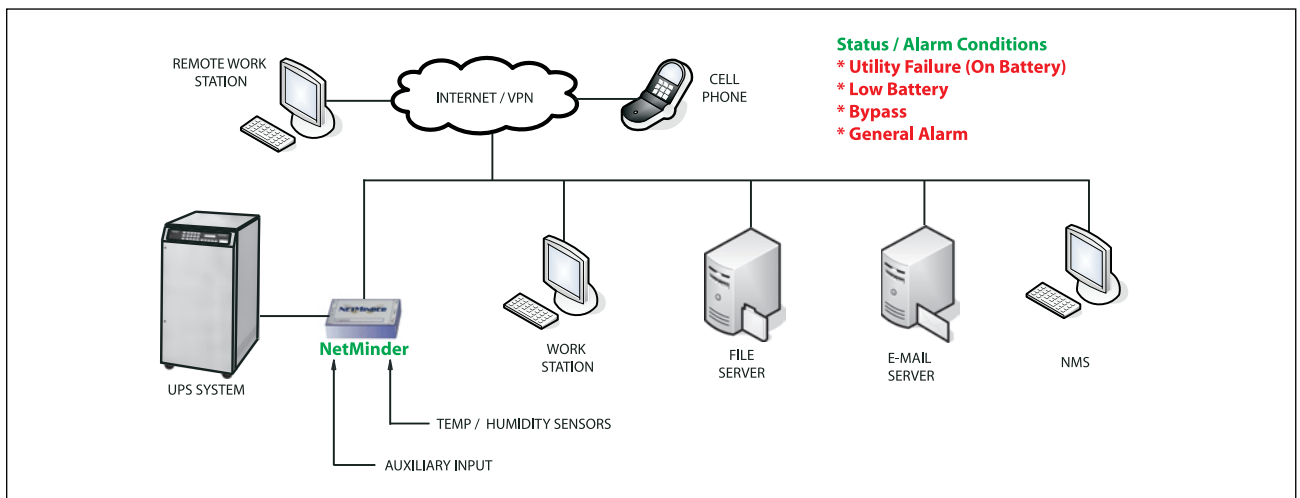 REMOTE WORK
STATION
INTERNET / VPN
CELL
PHONE
Status / Alarm Conditions
* Utility Failure (On Battery)
* Low Battery
* Bypass
* General Alarm
NetMinder
UPS SYSTEM
WORK
STATION
FILE
SERVER
E-MAIL
SERVER
NMS
TEMP / HUMIDITY SENSORS
AUXILIARY INPUT